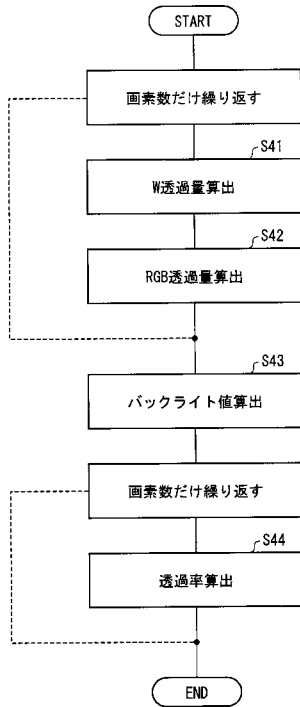 START
画素数だけ繰り返す
S41
W透過量算出
S42
RGB透過量算出
S43
バックライト値算出
画素数だけ繰り返す
S44
透過率算出
END